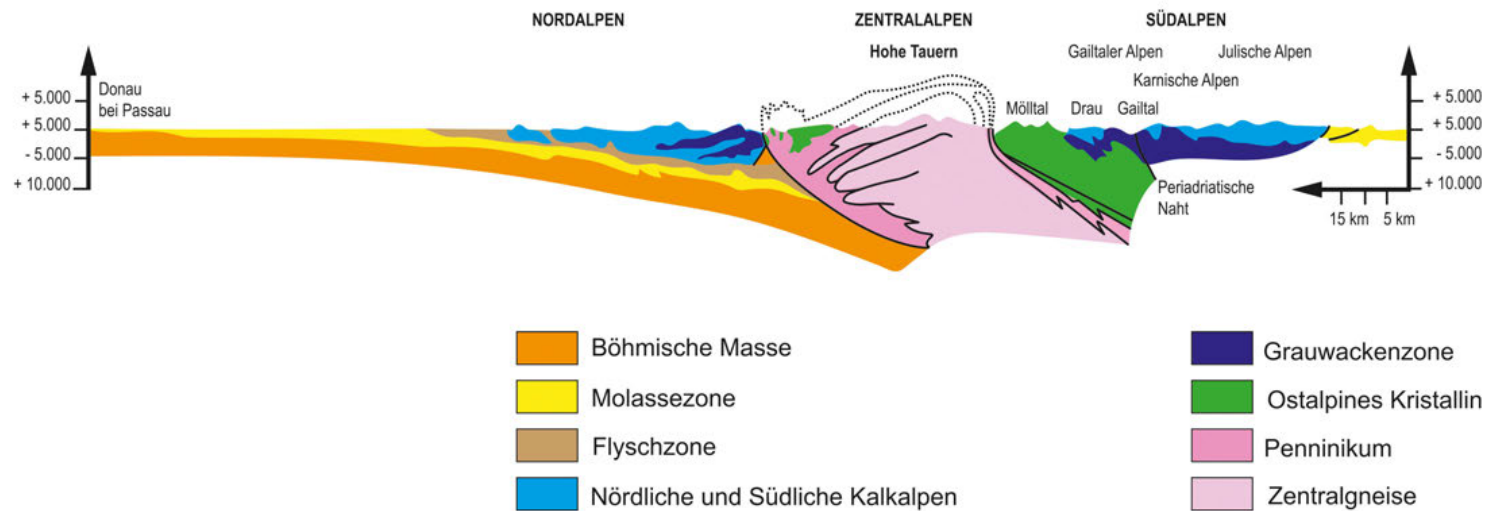 NORDALPEN
ZENTRALALPEN
SÜDALPEN
Hohe Tauern
Gailtaler Alpen
Julische Alpen
Karnische Alpen
Donau
bei Passau
Mölltal
Drau
Gailtal
+ 5.000
+ 5.000
- 5.000
+ 10.000
+ 5.000
+ 5.000
- 5.000
+ 10.000
Periadriatische
Naht
15 km
5 km
Böhmische Masse
Molassezone
Flyschzone
Nördliche und Südliche Kalkalpen
Grauwackenzone
Ostalpines Kristallin
Penninikum
Zentralgneise